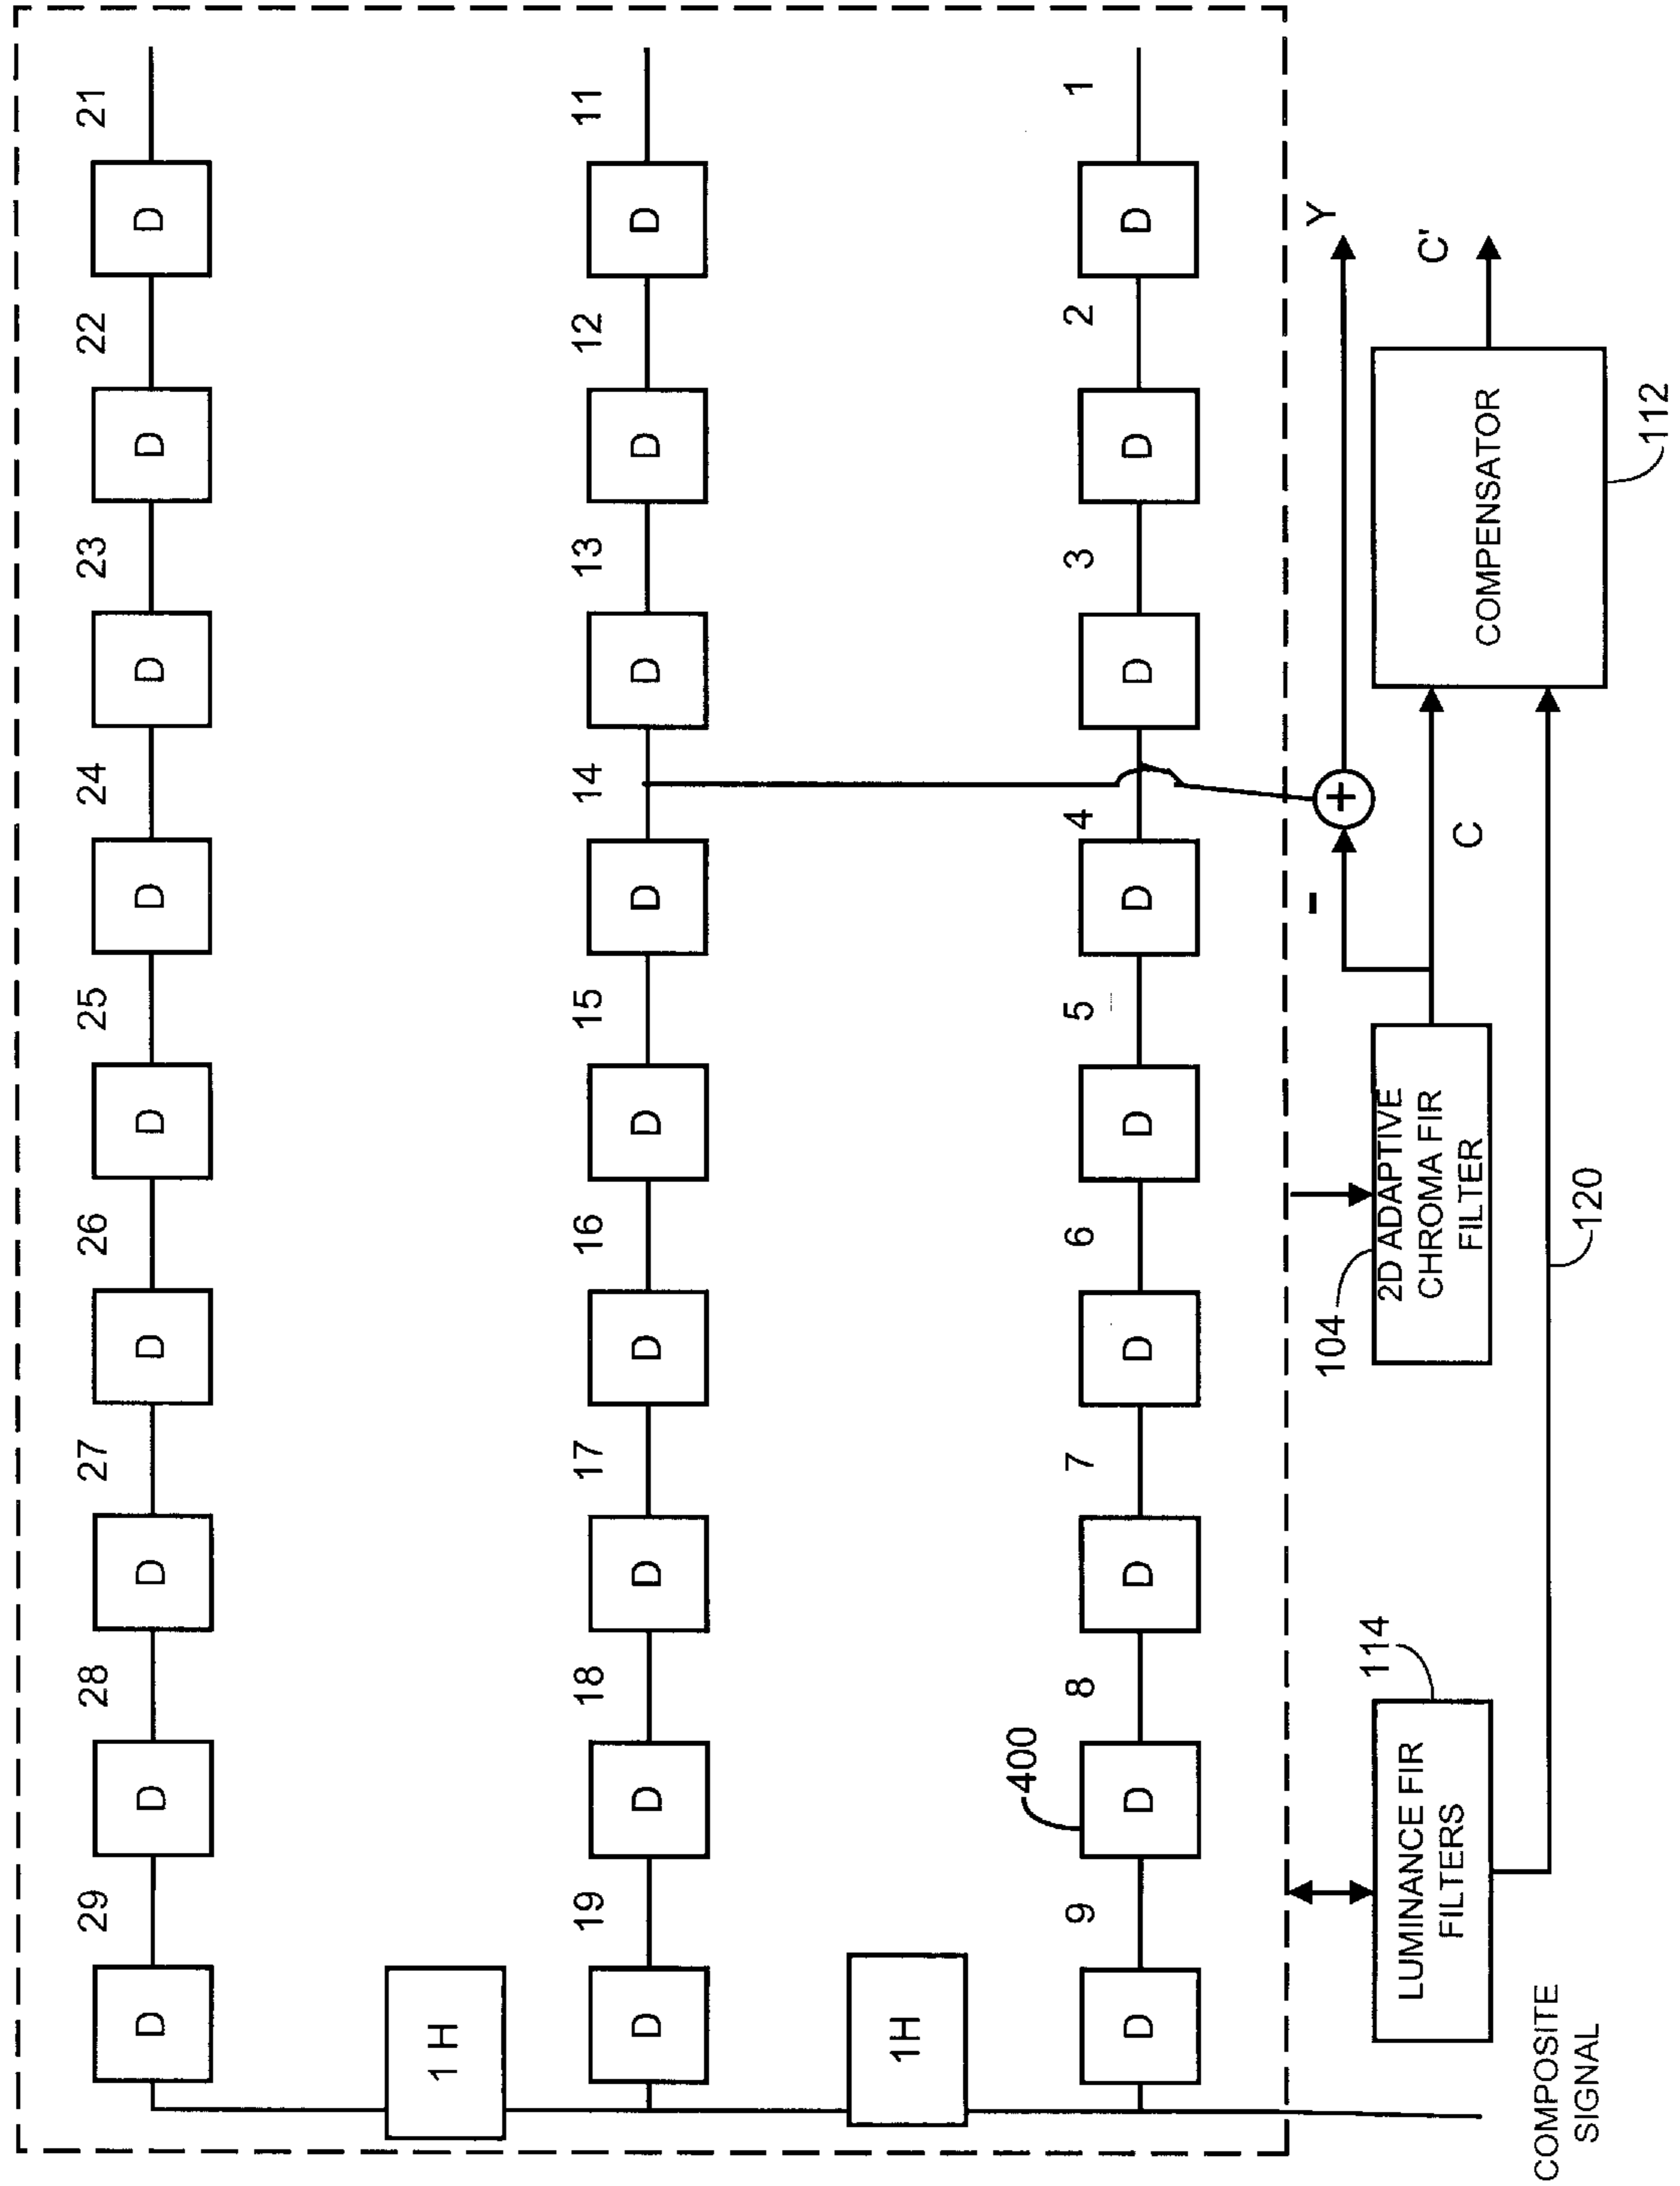 29
28
27
26
25
24
23
22
21
D
D
D
D
D
D
D
D
D
1 H
19
18
17
16
15
14
13
12
11
D
D
D
D
D
D
D
D
D
1H
400
9
8
7
6
5
4
3
2
1
D
D
D
D
D
D
D
D
D
-
+
Y
114
104
C
C'
LUMINANCE FIR
FILTERS
2D ADAPTIVE
CHROMA FIR
FILTER
COMPENSATOR
COMPOSITE
SIGNAL
120
112